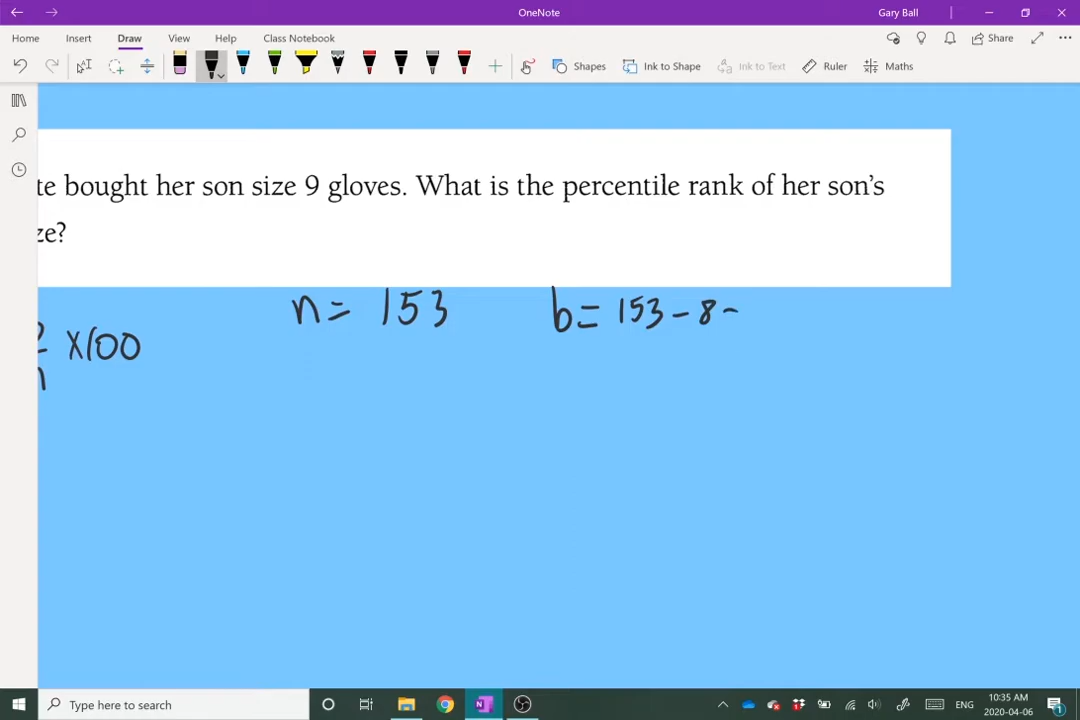 OneNote
Gary Ball
Home Insert Draw View Help Class Notebook
Share
Shapes Ink to Shape Ink to Text Ruler Maths
te bought her son size 9 gloves. What is the percentile rank of her son's
ze?
n = 153 b = 153 - 8 -
n
x100
Type here to search
ENG
10:35 AM
2020-04-06
1